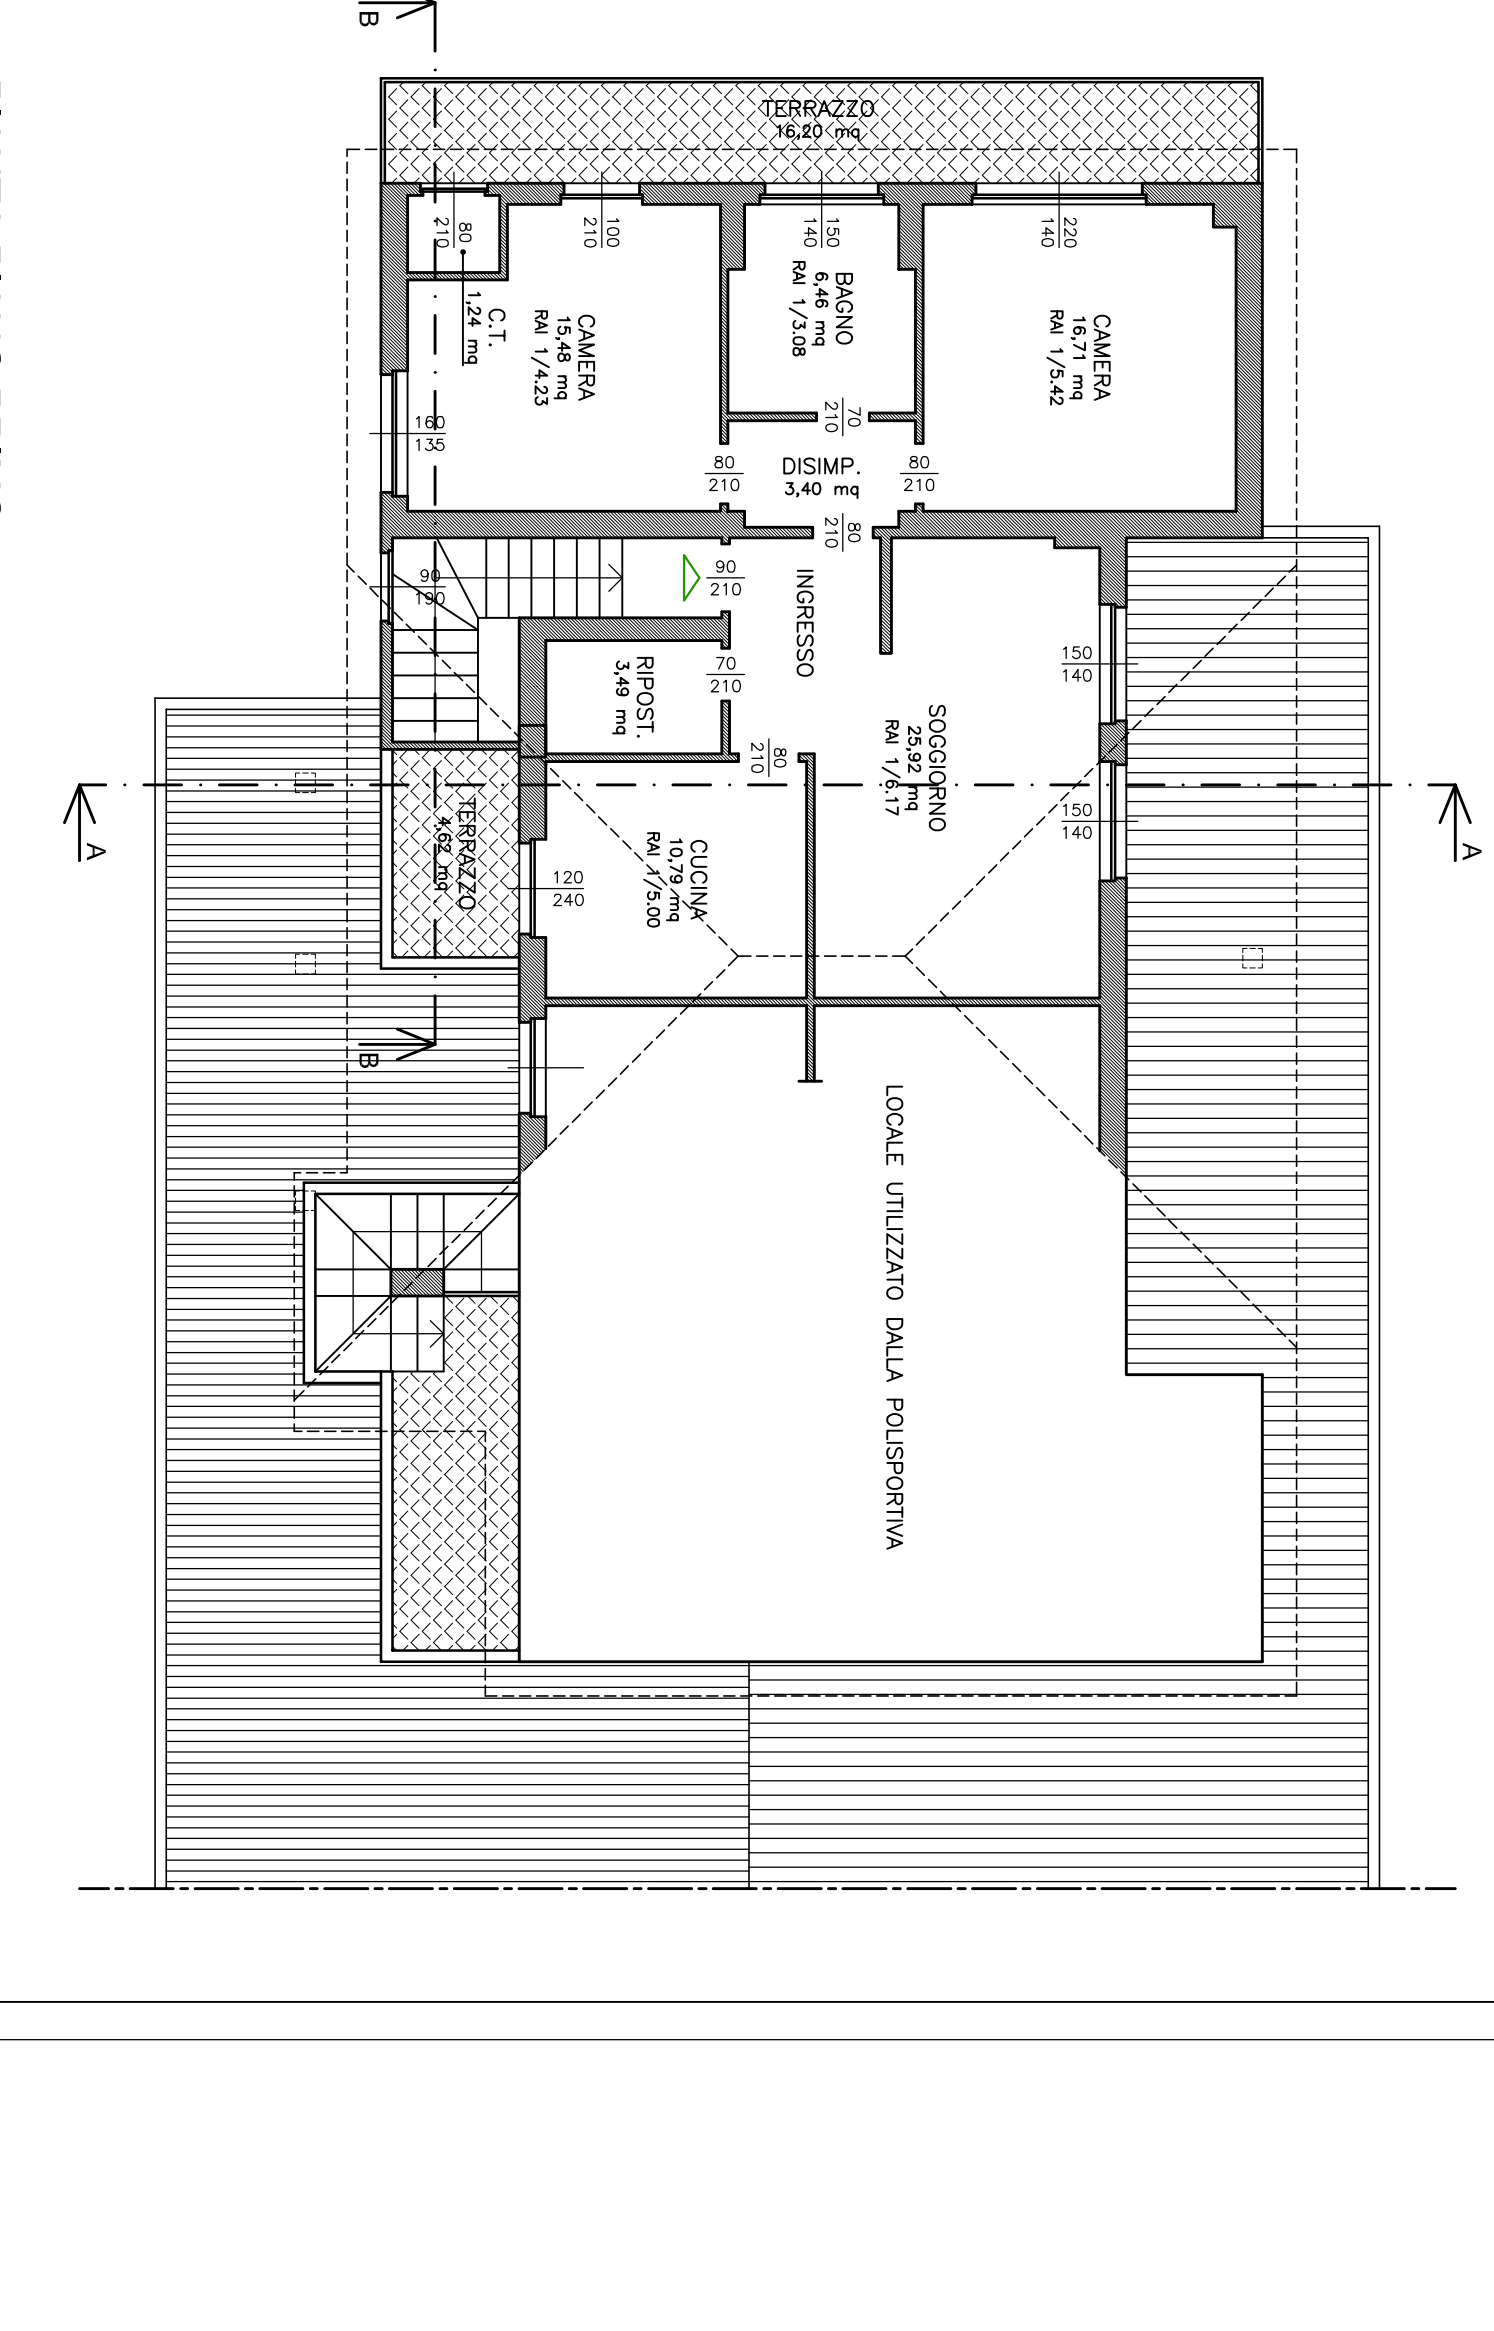 B
TERRAZZO
16,20 mq
80
210
100
210
150
140
220
140
C.T.
1,24 mq
CAMERA
15,48 mq
RAI 1/4.23
BAGNO
6,46 mq
RAI 1/3.08
CAMERA
16,71 mq
RAI 1/5.42
160
135
70
210
80
210
DISIMP.
3,40 mq
80
210
80
210
90
190
90
210
INGRESSO
RIPOST.
3,49 mq
70
210
150
140
80
210
SOGGIORNO
25,92 mq
RAI 1/6.17
150
140
A
A
TERRAZZO
4,62 mq
120
240
CUCINA
10,79 mq
RAI 1/5.00
B
LOCALE UTILIZZATO DALLA POLISPORTIVA